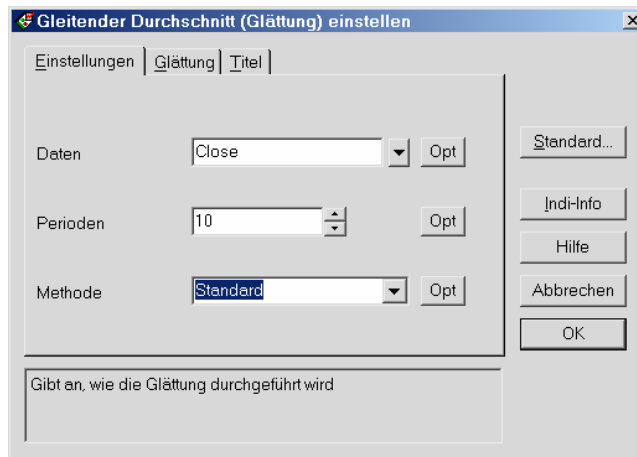 Gleitender Durchschnitt (Glättung) einstellen
Einstellungen Glättung Titel
Daten Close Opt
Perioden 10 Opt
Methode Standard Opt
Standard...
Indi-Info
Hilfe
Abbrechen
OK
Gibt an, wie die Glättung durchgeführt wird